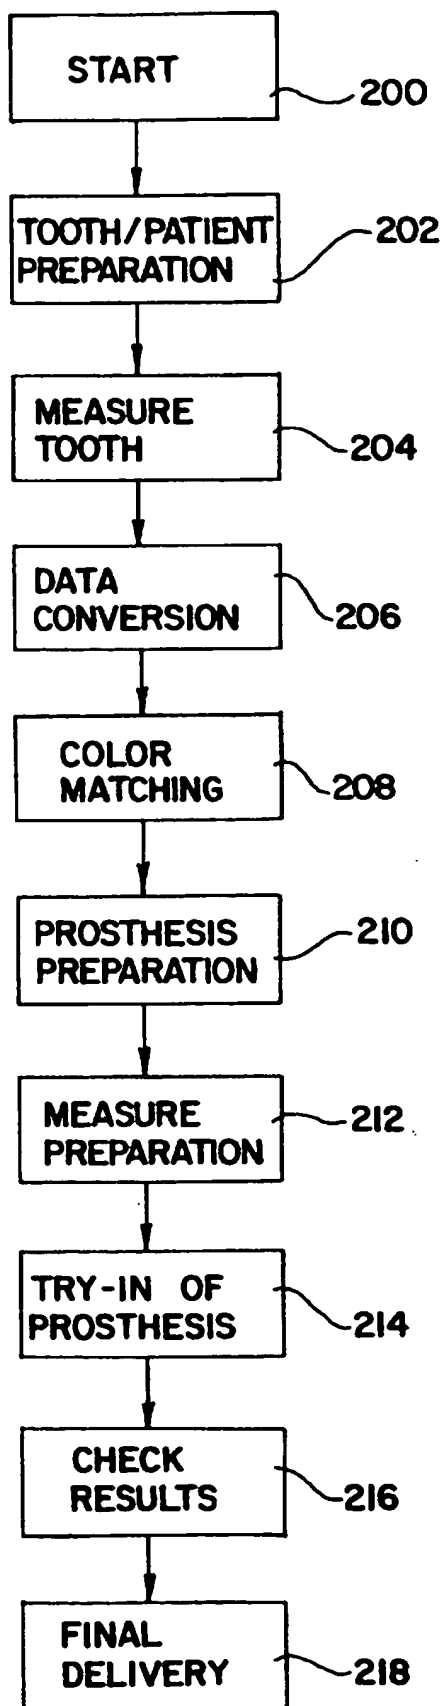 START
200
TOOTH/PATIENT
PREPARATION
202
MEASURE
TOOTH
204
DATA
CONVERSION
206
COLOR
MATCHING
208
PROSTHESIS
PREPARATION
210
MEASURE
PREPARATION
212
TRY-IN OF
PROSTHESIS
214
CHECK
RESULTS
216
FINAL
DELIVERY
218